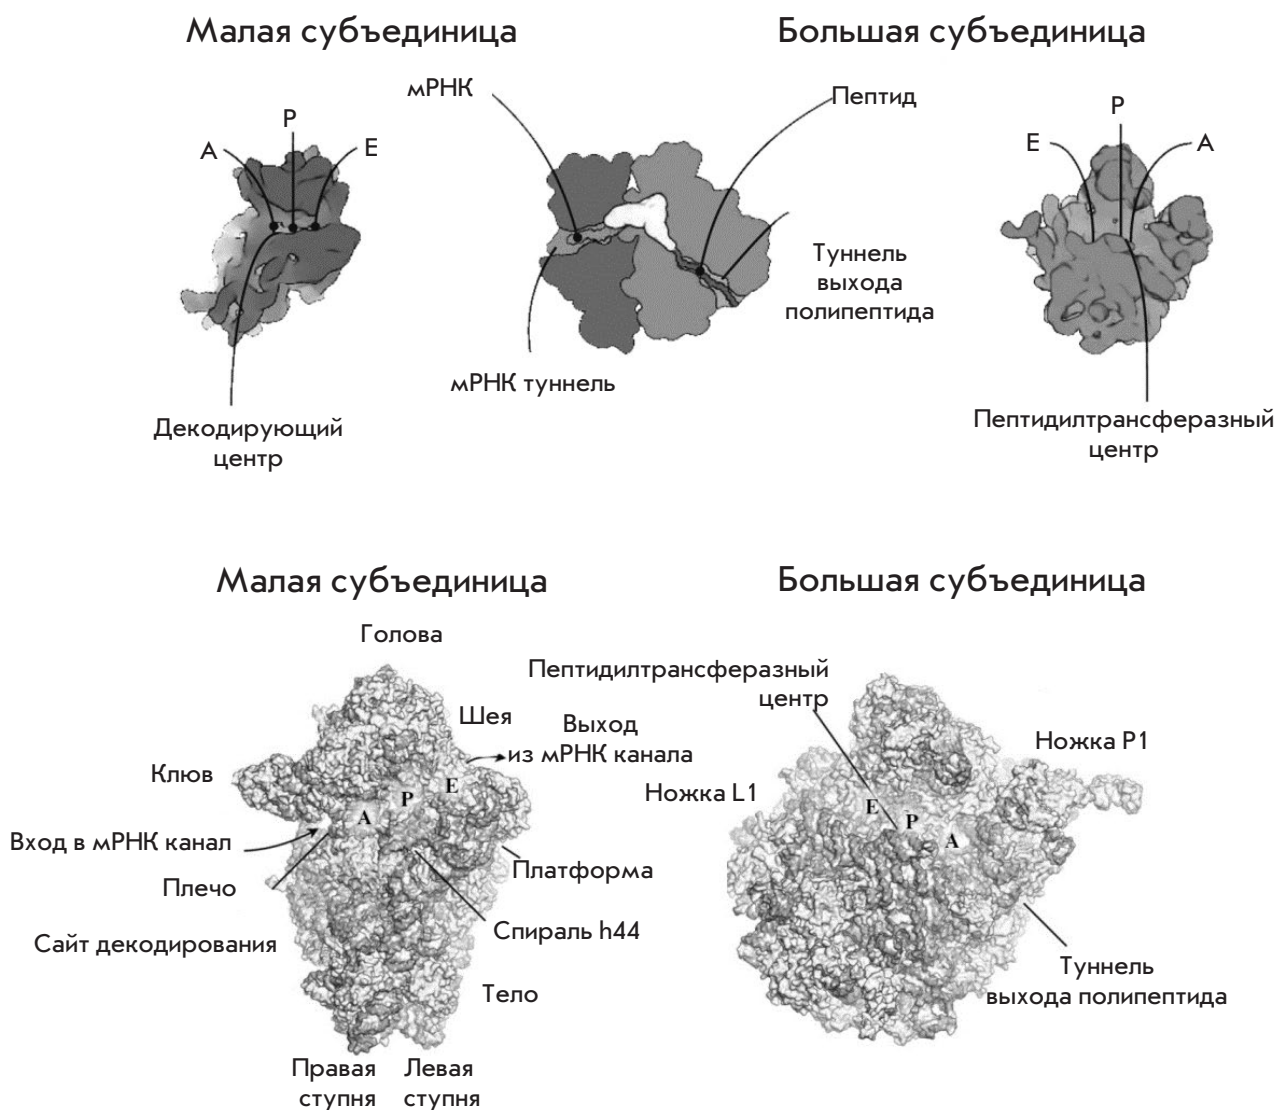 Малая субъединица
Большая субъединица
мРНК
Пептид
P
A
E
P
E
A
Туннель
выхода
полипептида
мРНК туннель
Декодирующий
центр
Пептидилтрансферазный
центр
Малая субъединица
Большая субъединица
Голова
Пептидилтрансферазный
центр
Шея
Выход
из мРНК канала
Ножка P1
Клюв
Ножка L1
E
P
A
E
P
A
Вход в мРНК канал
Плечо
Платформа
Сайт декодирования
Спираль h44
Тело
Туннель
выхода полипептида
Правая
ступня
Левая
ступня